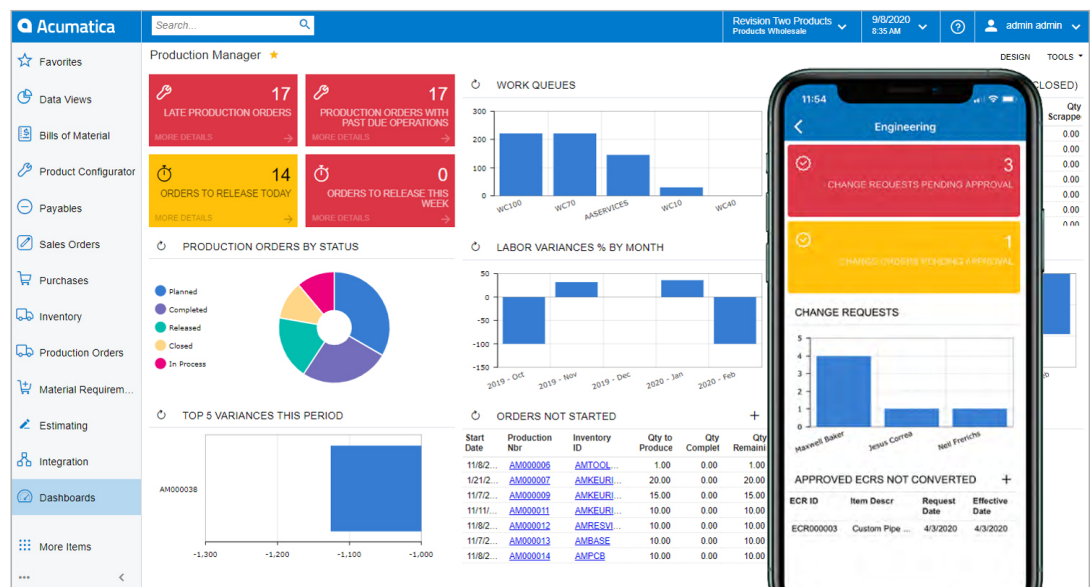 Acumatica
Search...
Revision Two Products
Products Wholesale
9/8/2020
8:35 AM
admin admin
Favorites
Data Views
Bills of Material
Product Configurator
Payables
Sales Orders
Purchases
Inventory
Production Orders
Material Requirem...
Estimating
Integration
Dashboards
More Items
Production Manager
DESIGN
TOOLS
17
LATE PRODUCTION ORDERS
MORE DETAILS
17
PRODUCTION ORDERS WITH
PAST DUE OPERATIONS
MORE DETAILS
14
ORDERS TO RELEASE TODAY
MORE DETAILS
0
ORDERS TO RELEASE THIS
WEEK
MORE DETAILS
WORK QUEUES
300
200
100
0
WC100 WC70 AASERVICES WC10 WC40
PRODUCTION ORDERS BY STATUS
Planned
Completed
Released
Closed
In Process
LABOR VARIANCES % BY MONTH
50
0
-50
-100
-150
2019 - Oct 2019 - Nov 2019 - Dec 2020 - Jan 2020 - Feb
TOP 5 VARIANCES THIS PERIOD
AM000038
-1,300 -1,200 -1,100 -1,000
ORDERS NOT STARTED
Start Date Production Nbr Inventory ID Qty to Produce Qty Complet Qty Remaini
11/8/2... AM000006 AMTOOL... 1.00 0.00 1.00
1/21/2... AM000007 AMKEURI... 20.00 0.00 20.00
11/7/2... AM000009 AMKEURI... 15.00 0.00 15.00
11/11/... AM000011 AMKEURI... 10.00 0.00 10.00
11/8/2... AM000012 AMRESVI... 10.00 0.00 10.00
11/7/2... AM000013 AMBASE 10.00 0.00 10.00
11/8/2... AM000014 AMPCB 10.00 0.00 10.00
CLOSED)
Qty
Scrappe
0.00
0.00
0.00
0.00
0.00
0.00
0.00
11:54
Engineering
3
CHANGE REQUESTS PENDING APPROVAL
1
CHANGE ORDERS PENDING APPROVAL
CHANGE REQUESTS
5
4
3
2
1
0
Maxwell Baker Jesus Correa Neil Frerichs
APPROVED ECRS NOT CONVERTED
ECR ID Item Descr Request Date Effective Date
ECR000003 Custom Pipe ... 4/3/2020 4/3/2020